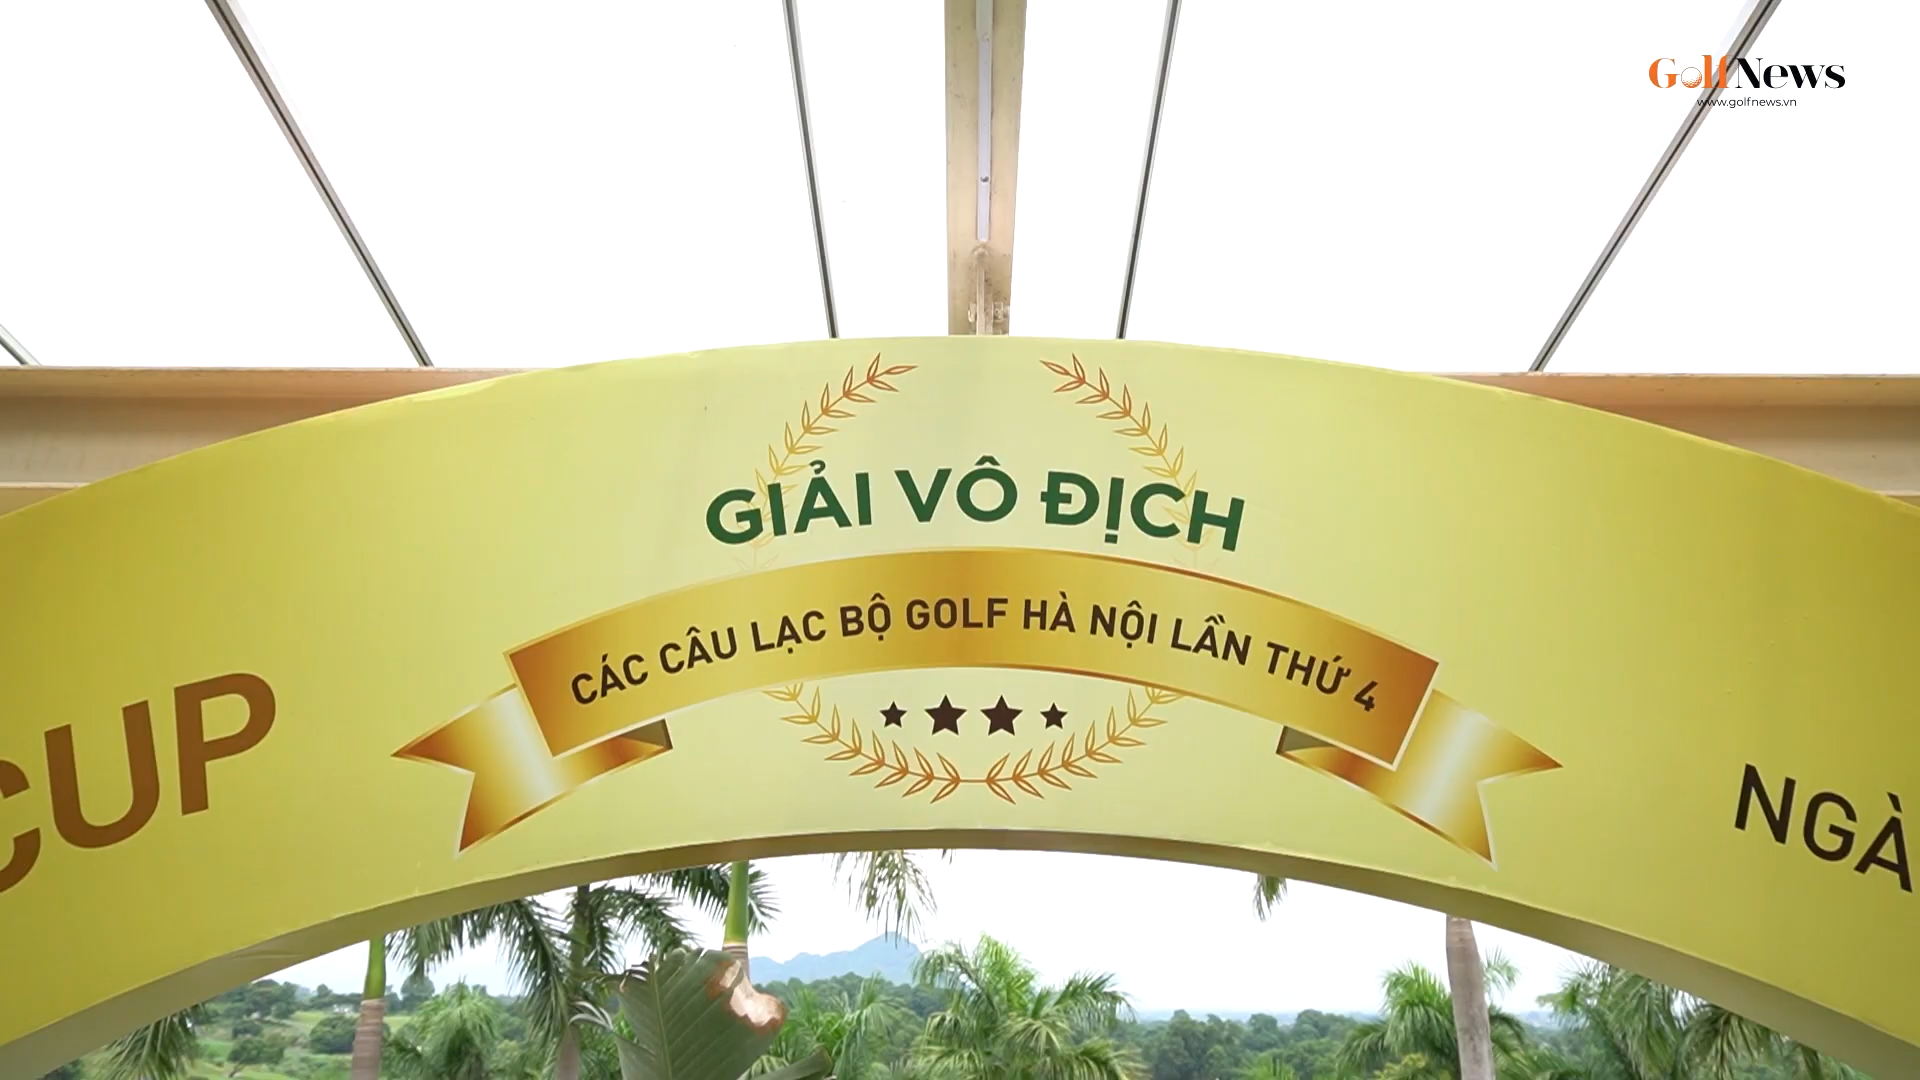 GolfNews
www.golfnews.vn
GIẢI VÔ ĐỊCH
CÁC CÂU LẠC BỘ GOLF HÀ NỘI LẦN THỨ 4
CUP
NGÀ